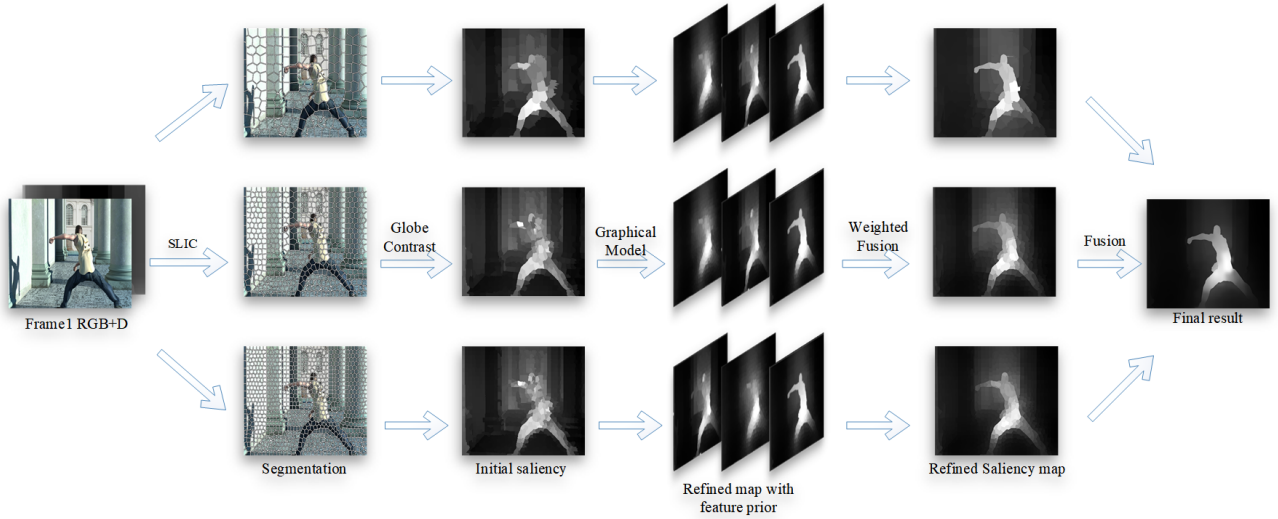 SLIC
Globe
Contrast
Graphical
Model
Weighted
Fusion
Fusion
Frame1 RGB+D
Final result
Segmentation
Initial saliency
Refined map with
feature prior
Refined Saliency map